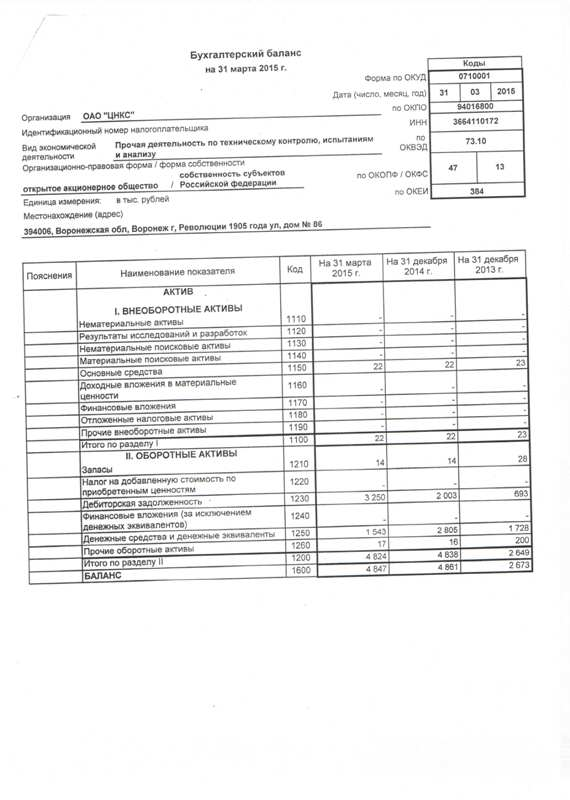 Бухгалтерский баланс
на 31 марта 2015 г.
Коды
Форма по ОКУД 0710001
Дата (число, месяц, год) 31 03 2015
Организация ОАО "ЦНКС" по ОКПО 94016800
Идентификационный номер налогоплательщика ИНН 3664110172
Вид экономической деятельности Прочая деятельность по техническому контролю, испытаниям и анализу по ОКВЭД 73.10
Организационно-правовая форма / форма собственности
открытое акционерное общество / собственность субъектов Российской федерации по ОКОПФ / ОКФС 47 13
Единица измерения: в тыс. рублей по ОКЕИ 384
Местонахождение (адрес)
394006, Воронежская обл, Воронеж г, Революции 1905 года ул, дом № 86
Пояснения Наименование показателя Код На 31 марта 2015 г. На 31 декабря 2014 г. На 31 декабря 2013 г.
АКТИВ
I. ВНЕОБОРОТНЫЕ АКТИВЫ
Нематериальные активы 1110 - - -
Результаты исследований и разработок 1120 - - -
Нематериальные поисковые активы 1130 - - -
Материальные поисковые активы 1140 - - -
Основные средства 1150 22 22 23
Доходные вложения в материальные ценности 1160 - - -
Финансовые вложения 1170 - - -
Отложенные налоговые активы 1180 - - -
Прочие внеоборотные активы 1190 - - -
Итого по разделу I 1100 22 22 23
II. ОБОРОТНЫЕ АКТИВЫ
Запасы 1210 14 14 28
Налог на добавленную стоимость по приобретенным ценностям 1220 - - -
Дебиторская задолженность 1230 3 250 2 003 693
Финансовые вложения (за исключением денежных эквивалентов) 1240 - - -
Денежные средства и денежные эквиваленты 1250 1 543 2 805 1 728
Прочие оборотные активы 1260 17 16 200
Итого по разделу II 1200 4 824 4 838 2 649
БАЛАНС 1600 4 847 4 861 2 673